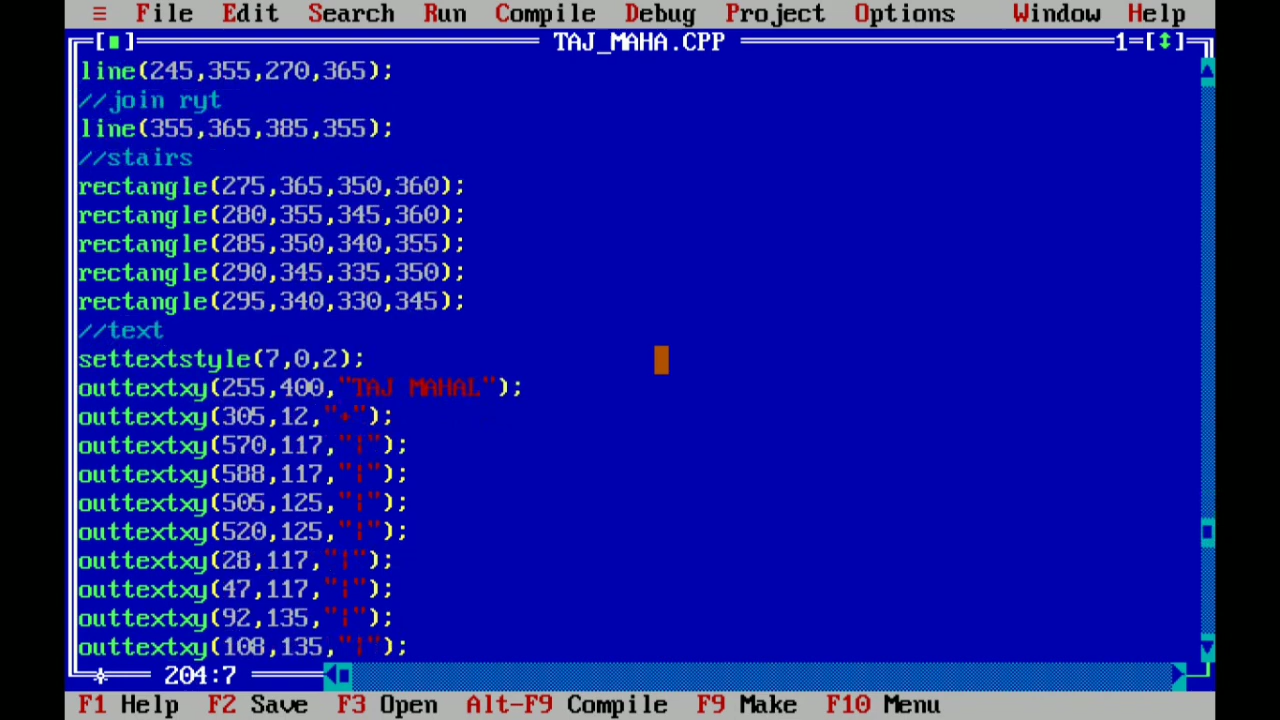 ≡ File Edit Search Run Compile Debug Project Options Window Help
[■] TAJ_MAHA.CPP 1=[↕]
line(245,355,270,365);
//join ryt
line(355,365,385,355);
//stairs
rectangle(275,365,350,360);
rectangle(280,355,345,360);
rectangle(285,350,340,355);
rectangle(290,345,335,350);
rectangle(295,340,330,345);
//text
settextstyle(7,0,2);
outtextxy(255,400,"TAJ MAHAL");
outtextxy(305,12,"+");
outtextxy(570,117,"¦");
outtextxy(588,117,"¦");
outtextxy(505,125,"¦");
outtextxy(520,125,"¦");
outtextxy(28,117,"¦");
outtextxy(47,117,"¦");
outtextxy(92,135,"¦");
outtextxy(108,135,"¦");
204:7
F1 Help F2 Save F3 Open Alt-F9 Compile F9 Make F10 Menu